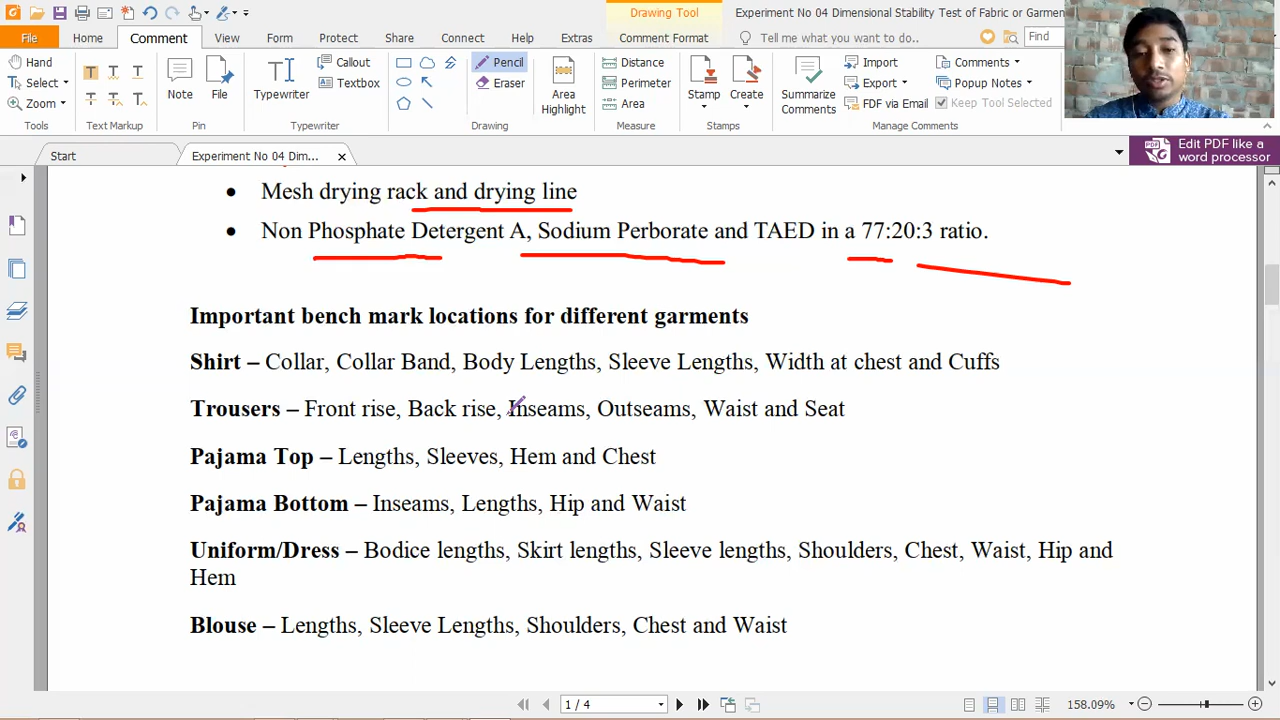 Drawing Tool
Experiment No 04 Dimensional Stability Test of Fabric or Garmen
File Home Comment View Form Protect Share Connect Help Extras Comment Format Tell me what you want to do... Find
Hand
Select
Zoom
Tools
Text Markup
Note
File
Pin
Typewriter
Callout
Textbox
Typewriter
Pencil
Eraser
Area Highlight
Drawing
Distance
Perimeter
Area
Measure
Stamp
Create
Stamps
Summarize Comments
Import
Export
FDF via Email
Comments
Popup Notes
Keep Tool Selected
Manage Comments
Start
Experiment No 04 Dim...
Edit PDF like a word processor
• Mesh drying rack and drying line
• Non Phosphate Detergent A, Sodium Perborate and TAED in a 77:20:3 ratio.
Important bench mark locations for different garments
Shirt – Collar, Collar Band, Body Lengths, Sleeve Lengths, Width at chest and Cuffs
Trousers – Front rise, Back rise, Inseams, Outseams, Waist and Seat
Pajama Top – Lengths, Sleeves, Hem and Chest
Pajama Bottom – Inseams, Lengths, Hip and Waist
Uniform/Dress – Bodice lengths, Skirt lengths, Sleeve lengths, Shoulders, Chest, Waist, Hip and
Hem
Blouse – Lengths, Sleeve Lengths, Shoulders, Chest and Waist
1 / 4
158.09%